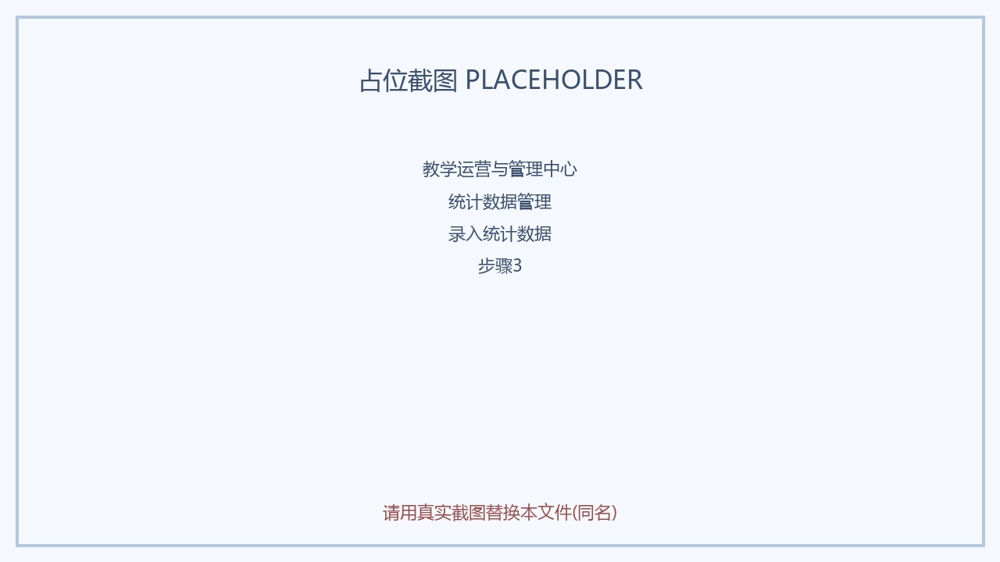 占位截图 PLACEHOLDER
教学运营与管理中心
统计数据管理
录入统计数据
步骤3
请用真实截图替换本文件(同名)